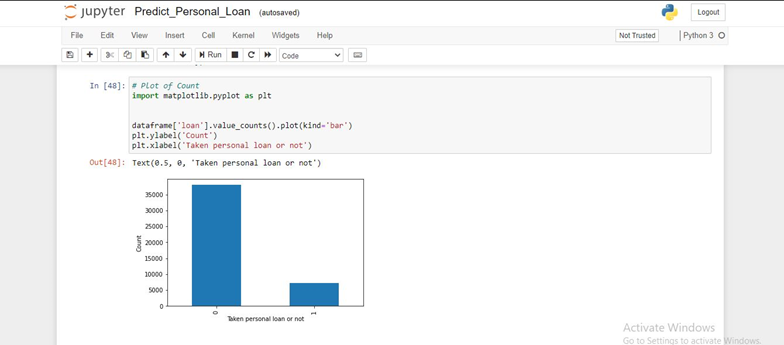 jupyter Predict_Personal_Loan (autosaved)
Logout
File Edit View Insert Cell Kernel Widgets Help
Not Trusted
Python 3
Run
Code
In [48]:
# Plot of Count
import matplotlib.pyplot as plt
dataframe['loan'].value_counts().plot(kind='bar')
plt.ylabel('Count')
plt.xlabel('Taken personal loan or not')
Out[48]: Text(0.5, 0, 'Taken personal loan or not')
35000
30000
25000
20000
15000
10000
5000
0
Count
0 1
Taken personal loan or not
Activate Windows
Go to Settings to activate Windows.